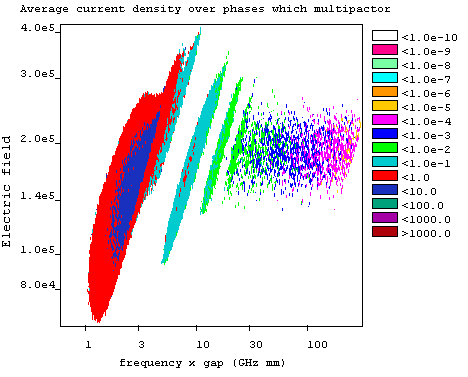 Average current density over phases which multipactor
4.0e5
3.0e5
2.0e5
1.4e5
1.0e5
8.0e4
Electric field
1 3 10 30 100
frequency x gap (GHz mm)
<1.0e-10
<1.0e-9
<1.0e-8
<1.0e-7
<1.0e-6
<1.0e-5
<1.0e-4
<1.0e-3
<1.0e-2
<1.0e-1
<1.0
<10.0
<100.0
<1000.0
>1000.0